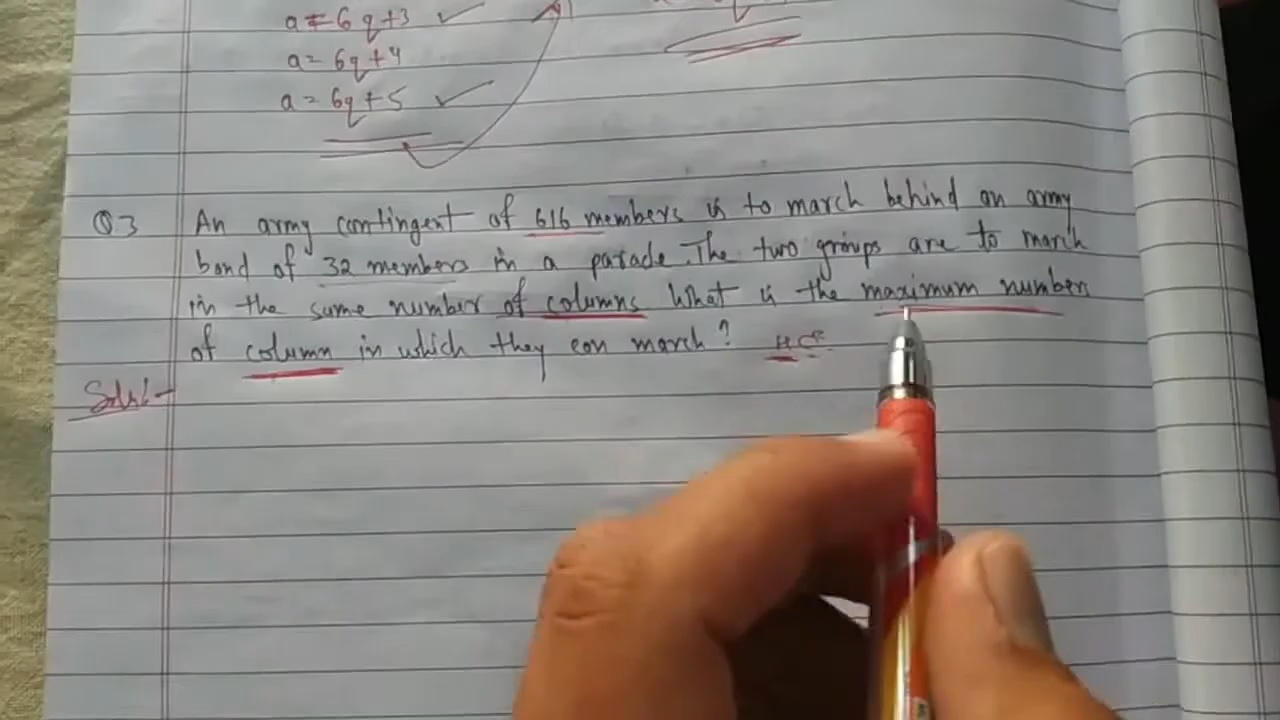 a = 6q+3
a = 6q+4
a = 6q+5
Q3 An army contingent of 616 members is to march behind an army
band of 32 members in a parade. The two groups are to march
in the same number of columns What is the maximum number
of column in which they can march? HCF
Soln:-